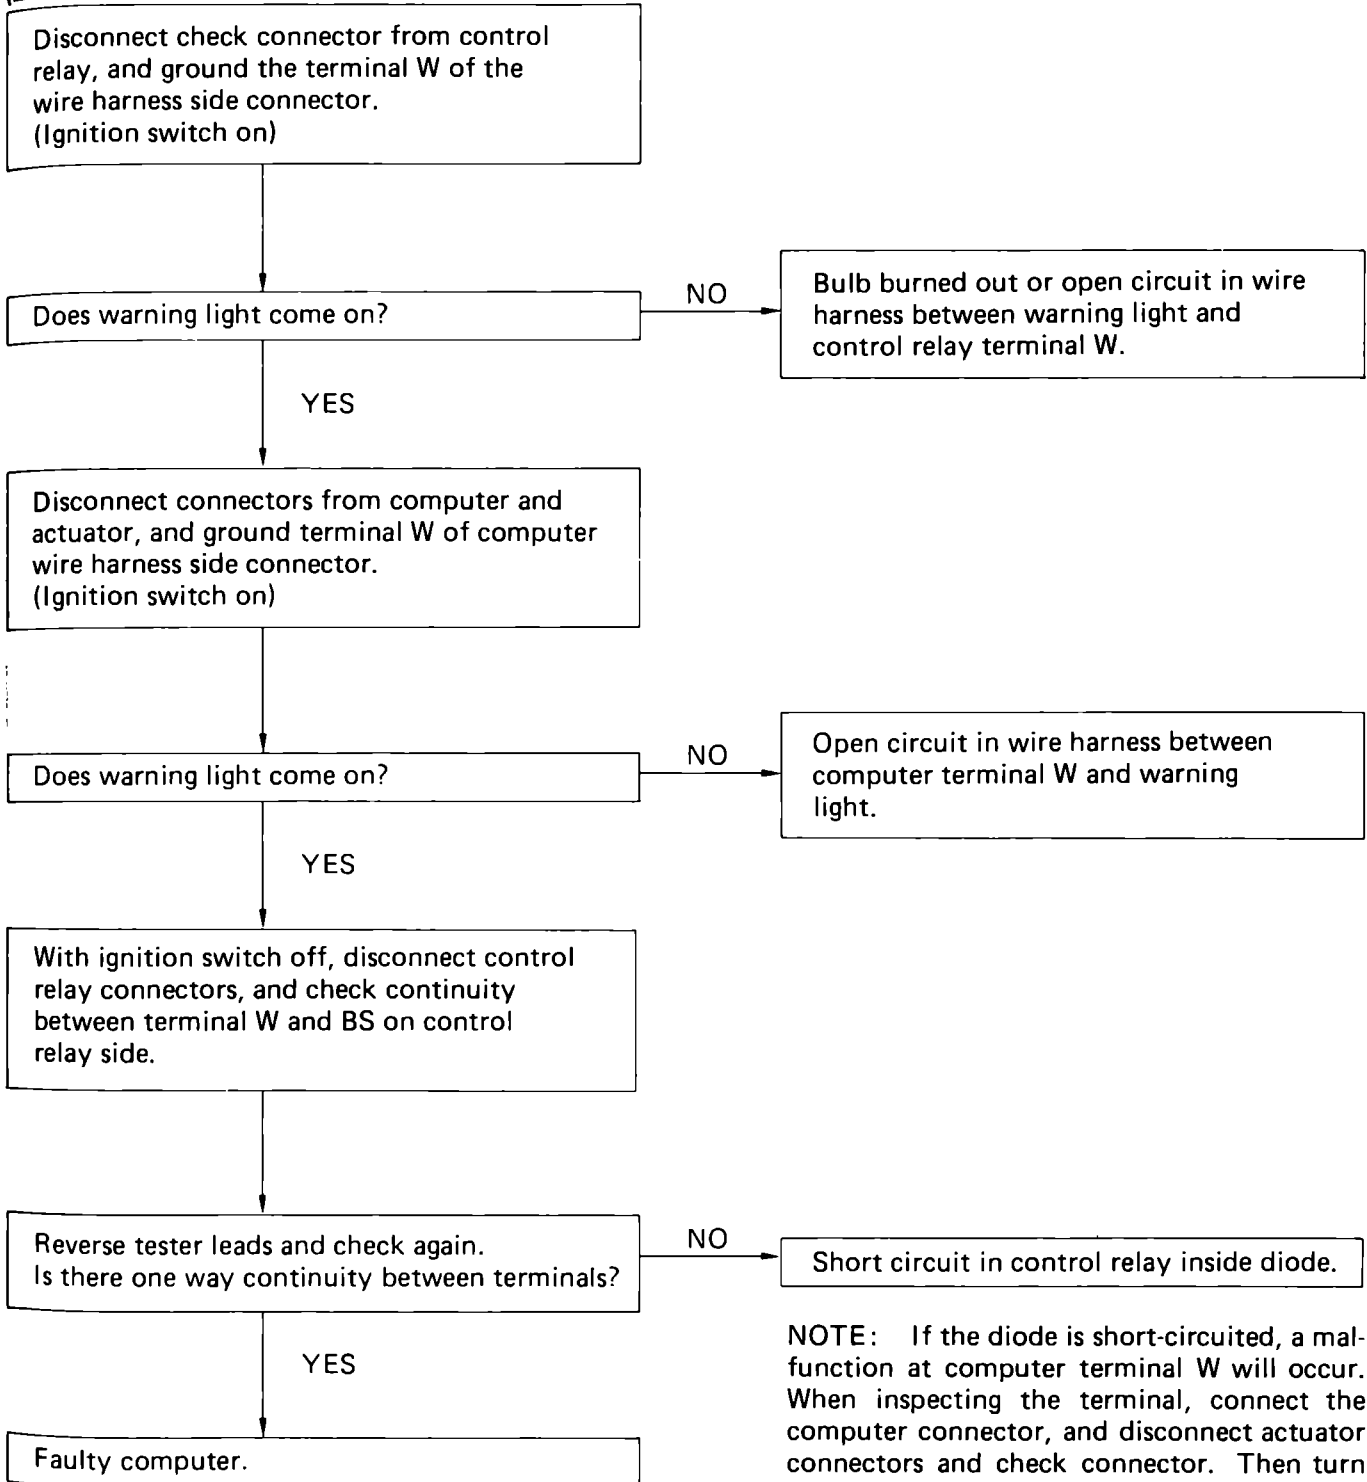 Disconnect check connector from control
relay, and ground the terminal W of the
wire harness side connector.
(Ignition switch on)
Does warning light come on?
NO
Bulb burned out or open circuit in wire
harness between warning light and
control relay terminal W.
YES
Disconnect connectors from computer and
actuator, and ground terminal W of computer
wire harness side connector.
(Ignition switch on)
Does warning light come on?
NO
Open circuit in wire harness between
computer terminal W and warning
light.
YES
With ignition switch off, disconnect control
relay connectors, and check continuity
between terminal W and BS on control
relay side.
Reverse tester leads and check again.
Is there one way continuity between terminals?
NO
Short circuit in control relay inside diode.
YES
Faulty computer.
NOTE: If the diode is short-circuited, a mal-
function at computer terminal W will occur.
When inspecting the terminal, connect the
computer connector, and disconnect actuator
connectors and check connector. Then turn